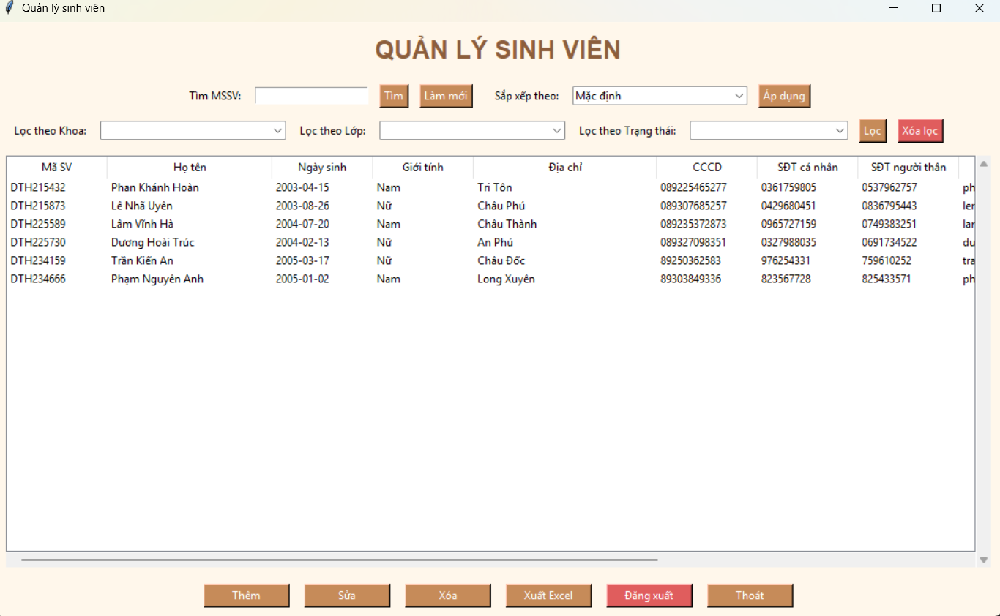 Quản lý sinh viên
QUẢN LÝ SINH VIÊN
Tìm MSSV: Tìm Làm mới Sắp xếp theo: Mặc định Áp dụng
Lọc theo Khoa: Lọc theo Lớp: Lọc theo Trạng thái: Lọc Xóa lọc
Mã SV Họ tên Ngày sinh Giới tính Địa chỉ CCCD SĐT cá nhân SĐT người thân
DTH215432 Phan Khánh Hoàn 2003-04-15 Nam Tri Tôn 089225465277 0361759805 0537962757 ph
DTH215873 Lê Nhã Uyên 2003-08-26 Nữ Châu Phú 089307685257 0429680451 0836795443 ler
DTH225589 Lâm Vĩnh Hà 2004-07-20 Nam Châu Thành 089235372873 0965727159 0749383251 lar
DTH225730 Dương Hoài Trúc 2004-02-13 Nữ An Phú 089327098351 0327988035 0691734522 du
DTH234159 Trần Kiến An 2005-03-17 Nữ Châu Đốc 89250362583 976254331 759610252 tra
DTH234666 Phạm Nguyên Anh 2005-01-02 Nam Long Xuyên 89303849336 823567728 825433571 ph
Thêm Sửa Xóa Xuất Excel Đăng xuất Thoát